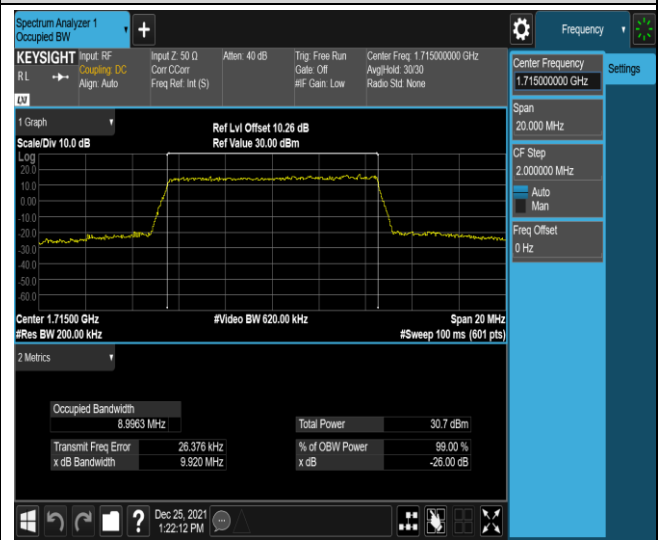 Spectrum Analyzer 1
Occupied BW
+
Frequency
KEYSIGHT
R L
LXI
Input: RF
Coupling: DC
Align: Auto
Input Z: 50 Ω
Corr CCorr
Freq Ref: Int (S)
Atten: 40 dB
Trig: Free Run
Gate: Off
#IF Gain: Low
Center Freq: 1.715000000 GHz
Avg|Hold: 30/30
Radio Std: None
Center Frequency
1.715000000 GHz
Settings
Span
20.000 MHz
CF Step
2.000000 MHz
Auto
Man
Freq Offset
0 Hz
1 Graph
Scale/Div 10.0 dB
Ref Lvl Offset 10.26 dB
Ref Value 30.00 dBm
Log
20.0
10.0
0.00
-10.0
-20.0
-30.0
-40.0
-50.0
-60.0
Center 1.71500 GHz
#Res BW 200.00 kHz
#Video BW 620.00 kHz
Span 20 MHz
#Sweep 100 ms (601 pts)
2 Metrics
Occupied Bandwidth
8.9963 MHz
Total Power 30.7 dBm
Transmit Freq Error 26.376 kHz
% of OBW Power 99.00 %
x dB Bandwidth 9.920 MHz
x dB -26.00 dB
?
Dec 25, 2021
1:22:12 PM